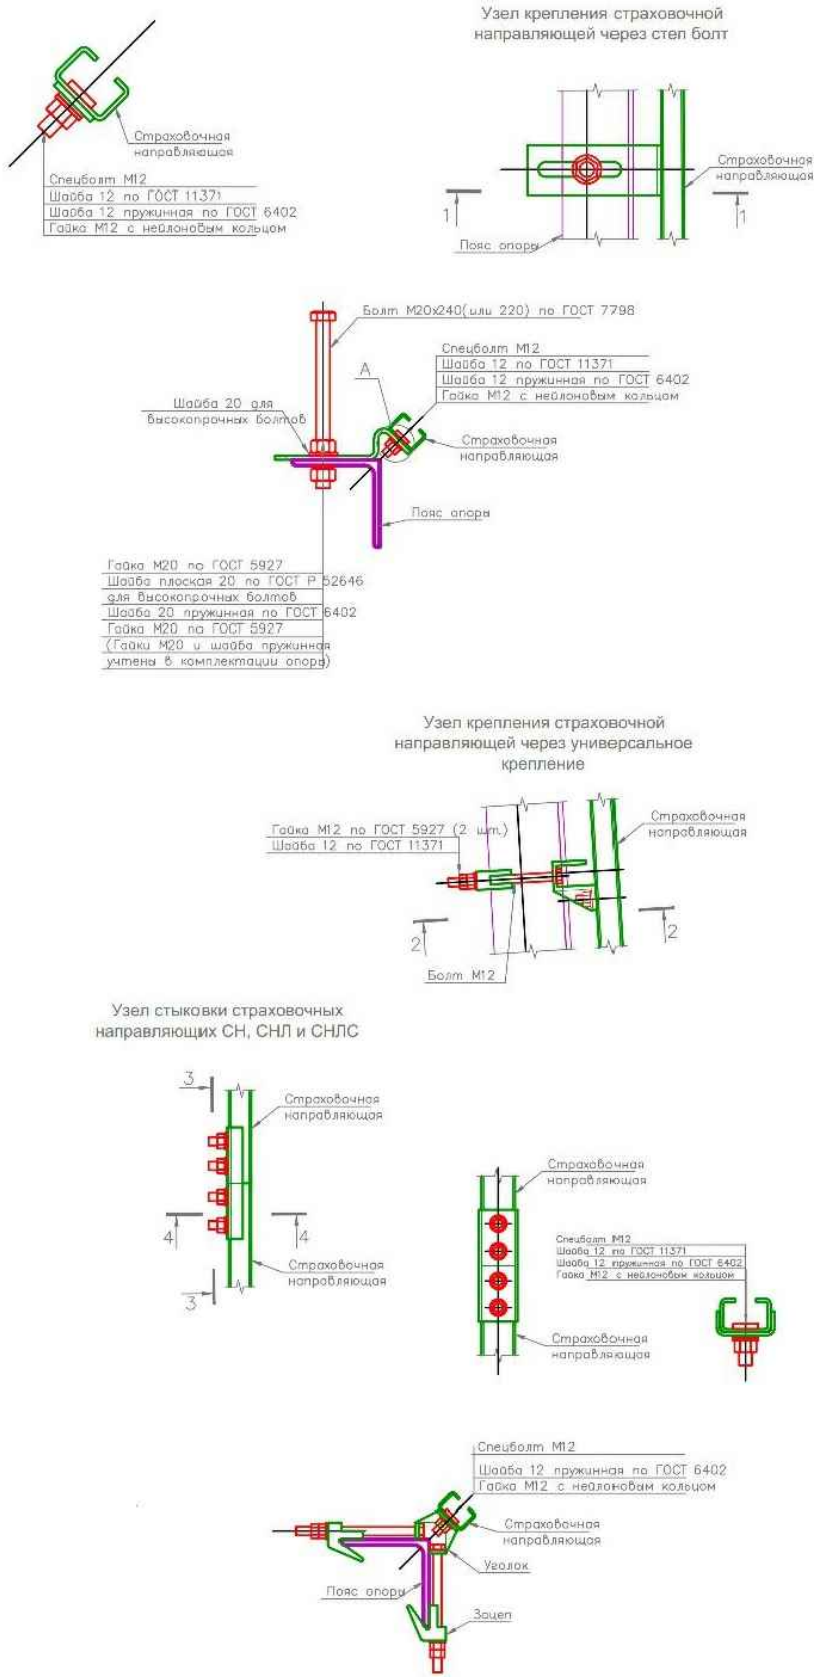 Узел крепления страховочной
направляющей через степ болт
Страховочная
направляющая
Спецболт М12
Шайба 12 по ГОСТ 11371
Шайба 12 пружинная по ГОСТ 6402
Гайка М12 с нейлоновым кольцом
Страховочная
направляющая
1
1
Пояс опоры
Болт М20х240(или 220) по ГОСТ 7798
Спецболт М12
Шайба 12 по ГОСТ 11371
Шайба 12 пружинная по ГОСТ 6402
Гайка М12 с нейлоновым кольцом
А
Шайба 20 для
высокопрочных болтов
Страховочная
направляющая
Пояс опоры
Гайка М20 по ГОСТ 5927
Шайба плоская 20 по ГОСТ Р 52646
для высокопрочных болтов
Шайба 20 пружинная по ГОСТ 6402
Гайка М20 по ГОСТ 5927
(Гайки М20 и шайба пружинная
учтены в комплектации опоры)
Узел крепления страховочной
направляющей через универсальное
крепление
Страховочная
направляющая
Гайка М12 по ГОСТ 5927 (2 шт.)
Шайба 12 по ГОСТ 11371
2
2
Болт М12
Узел стыковки страховочных
направляющих СН, СНЛ и СНЛС
3
Страховочная
направляющая
4
4
Страховочная
направляющая
3
Страховочная
направляющая
Спецболт М12
Шайба 12 по ГОСТ 11371
Шайба 12 пружинная по ГОСТ 6402
Гайка М12 с нейлоновым кольцом
Страховочная
направляющая
Спецболт М12
Шайба 12 пружинная по ГОСТ 6402
Гайка М12 с нейлоновым кольцом
Страховочная
направляющая
Уголок
Пояс опоры
Зацеп